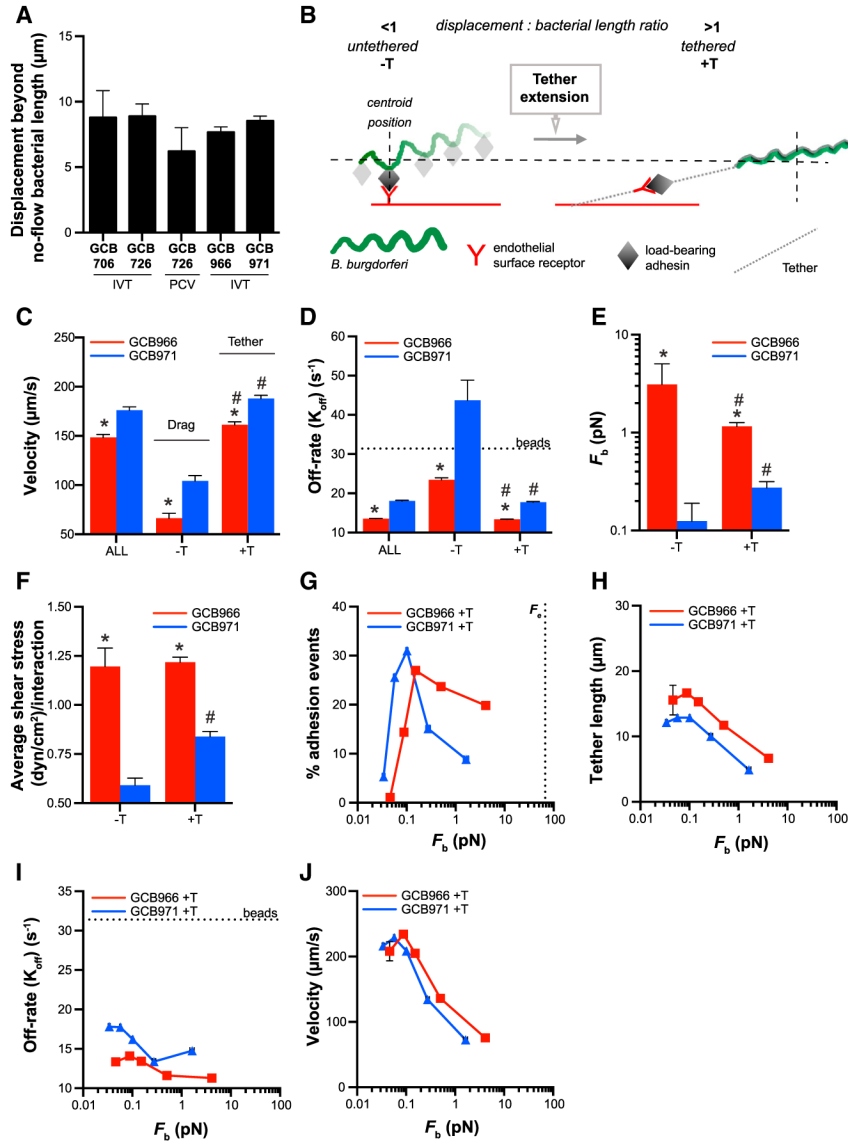 A
Displacement beyond
no-flow bacterial length (µm)
15
10
5
0
GCB GCB GCB GCB GCB
706 726 726 966 971
IVT PCV IVT
B
<1 displacement : bacterial length ratio >1
untethered tethered
-T +T
Tether
extension
centroid
position
B. burgdorferi
endothelial
surface receptor
load-bearing
adhesin
Tether
C
GCB966
GCB971
Velocity (µm/s)
250
200
150
100
50
Tether
Drag
* * # * #
ALL -T +T
D
GCB966
GCB971
Off-rate (Koff) (s⁻¹)
60
50
40
30
20
10
beads
* * # * #
ALL -T +T
E
GCB966
GCB971
Fb (pN)
10
1
0.1
* # * #
-T +T
F
GCB966
GCB971
Average shear stress
(dyn/cm²)/interaction
1.50
1.25
1.00
0.75
0.50
* * #
-T +T
G
GCB966 +T
GCB971 +T
Fe
% adhesion events
40
30
20
10
0
0.01 0.1 1 10 100
Fb (pN)
H
GCB966 +T
GCB971 +T
Tether length (µm)
30
20
10
0
0.01 0.1 1 10 100
Fb (pN)
I
GCB966 +T
GCB971 +T
beads
Off-rate (Koff) (s⁻¹)
35
30
25
20
15
10
0.01 0.1 1 10 100
Fb (pN)
J
GCB966 +T
GCB971 +T
Velocity (µm/s)
300
200
100
0
0.01 0.1 1 10 100
Fb (pN)